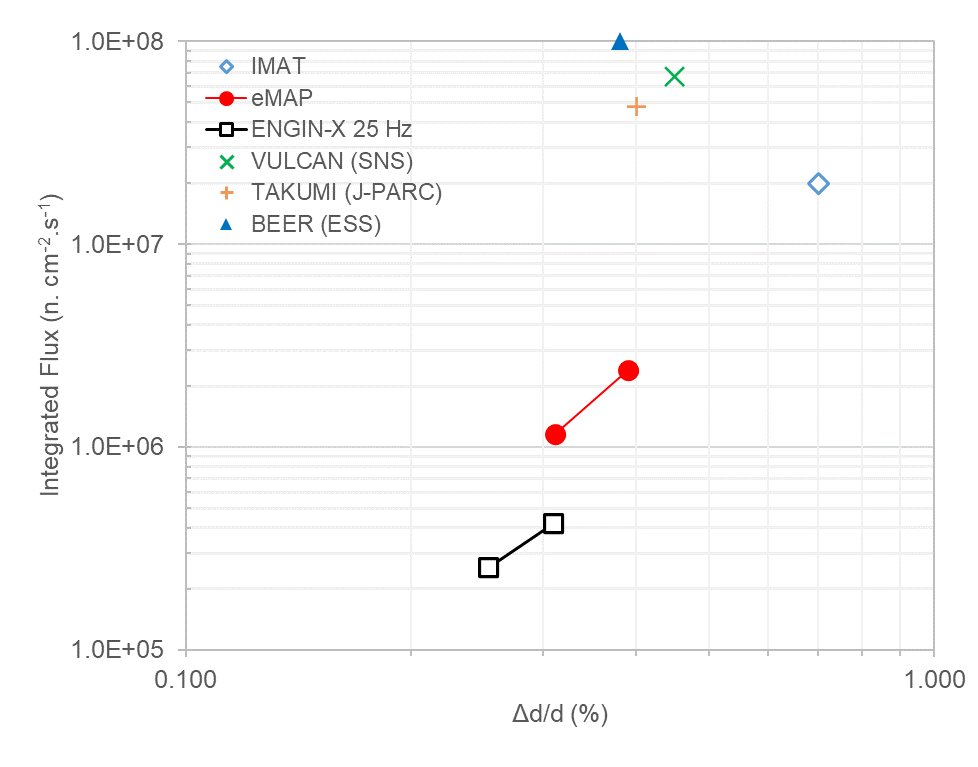 1.0E+08
IMAT
eMAP
ENGIN-X 25 Hz
VULCAN (SNS)
TAKUMI (J-PARC)
BEER (ESS)
1.0E+07
1.0E+06
1.0E+05
Integrated Flux (n. cm⁻².s⁻¹)
0.100
1.000
Δd/d (%)